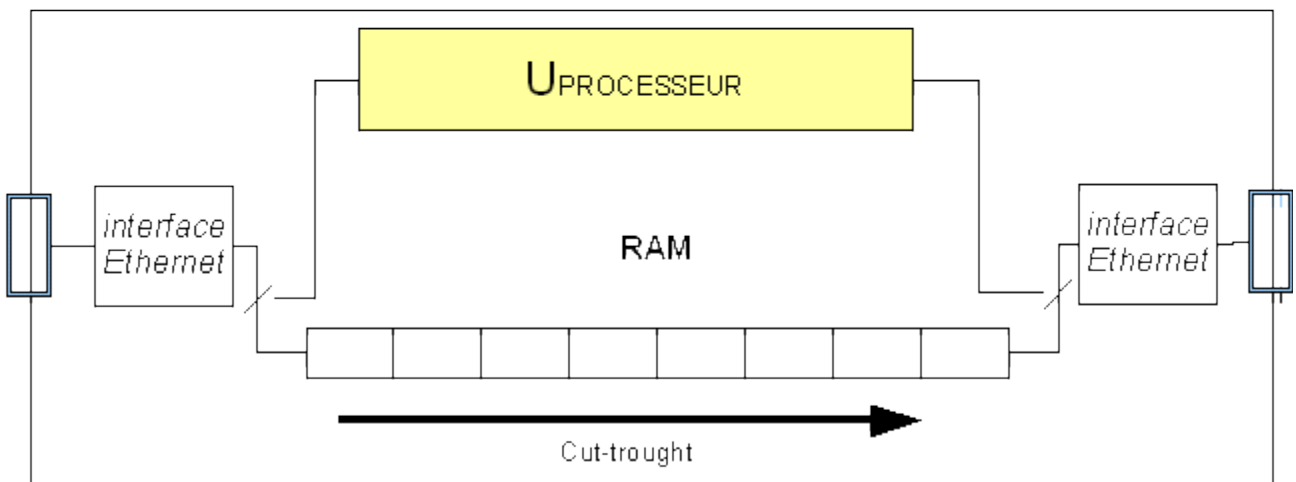 UPROCESSEUR
interface
Ethernet
RAM
interface
Ethernet
Cut-trought